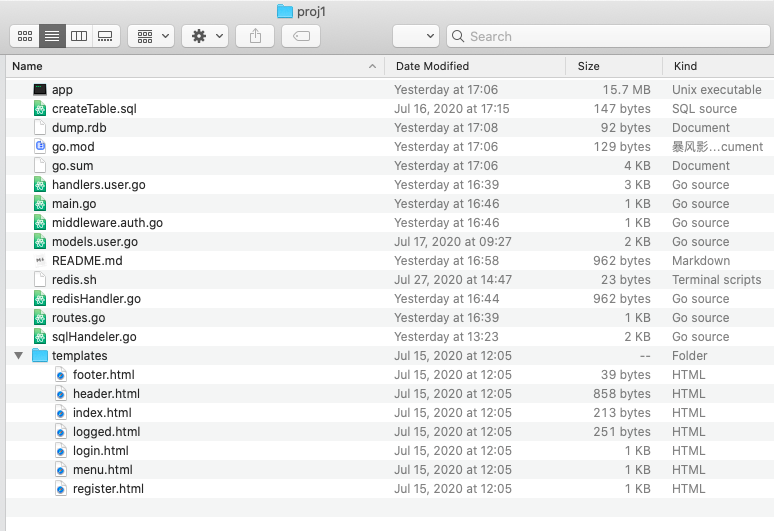 proj1
Search
Name Date Modified Size Kind
app Yesterday at 17:06 15.7 MB Unix executable
createTable.sql Jul 16, 2020 at 17:15 147 bytes SQL source
dump.rdb Yesterday at 17:08 92 bytes Document
go.mod Yesterday at 17:06 129 bytes 暴风影...cument
go.sum Yesterday at 17:06 4 KB Document
handlers.user.go Yesterday at 16:39 3 KB Go source
main.go Yesterday at 16:46 1 KB Go source
middleware.auth.go Yesterday at 16:46 1 KB Go source
models.user.go Jul 17, 2020 at 09:27 2 KB Go source
README.md Yesterday at 16:58 962 bytes Markdown
redis.sh Jul 27, 2020 at 14:47 23 bytes Terminal scripts
redisHandler.go Yesterday at 16:44 962 bytes Go source
routes.go Yesterday at 16:39 1 KB Go source
sqlHandeler.go Yesterday at 13:23 2 KB Go source
templates Jul 15, 2020 at 12:05 -- Folder
footer.html Jul 15, 2020 at 12:05 39 bytes HTML
header.html Jul 15, 2020 at 12:05 858 bytes HTML
index.html Jul 15, 2020 at 12:05 213 bytes HTML
logged.html Jul 15, 2020 at 12:05 251 bytes HTML
login.html Jul 15, 2020 at 12:05 1 KB HTML
menu.html Jul 15, 2020 at 12:05 1 KB HTML
register.html Jul 15, 2020 at 12:05 1 KB HTML